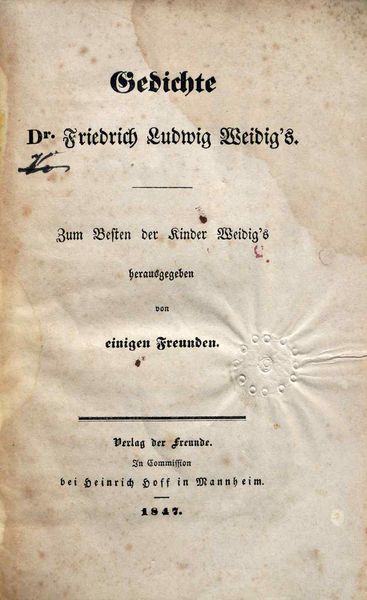 Gedichte
Dr. Friedrich Ludwig Weidig's.
Zum Besten der Kinder Weidig's
herausgegeben
von
einigen Freunden.
Verlag der Freunde.
In Commission
bei Heinrich Hoff in Mannheim.
1847.